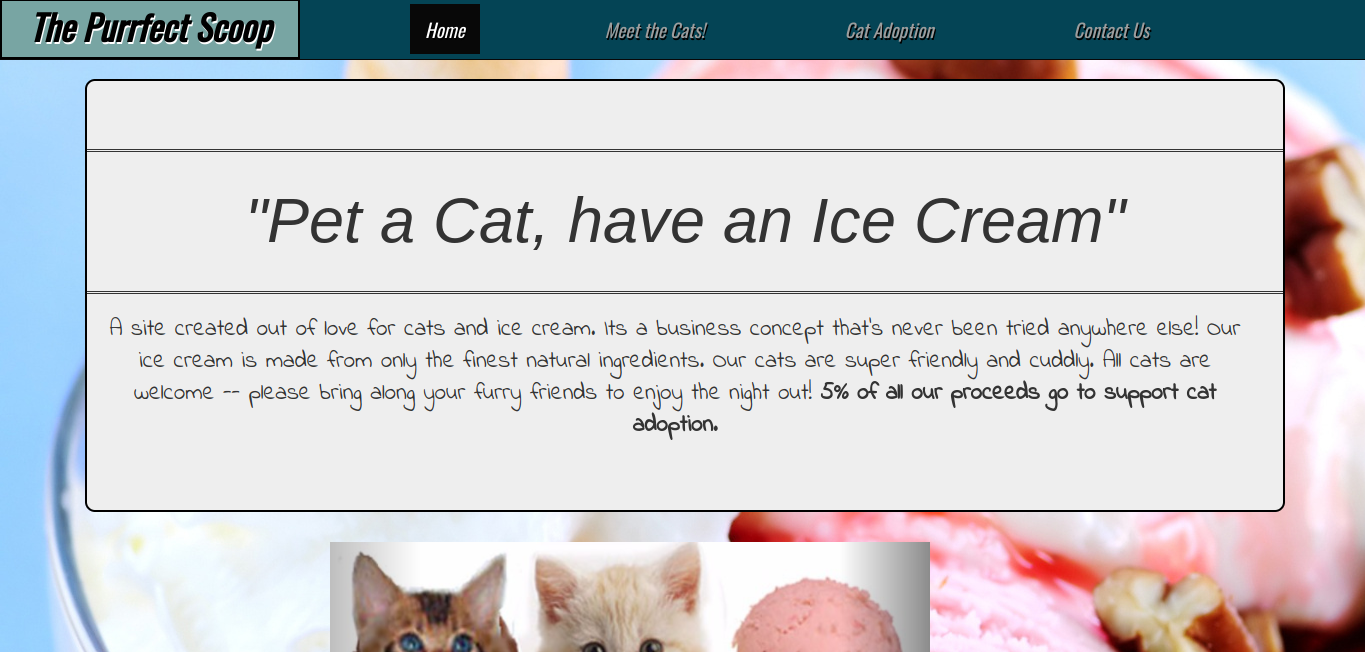 The Purrfect Scoop
Home
Meet the Cats!
Cat Adoption
Contact Us
"Pet a Cat, have an Ice Cream"
A site created out of love for cats and ice cream. Its a business concept that's never been tried anywhere else! Our
ice cream is made from only the finest natural ingredients. Our cats are super friendly and cuddly. All cats are
welcome -- please bring along your furry friends to enjoy the night out! 5% of all our proceeds go to support cat
adoption.